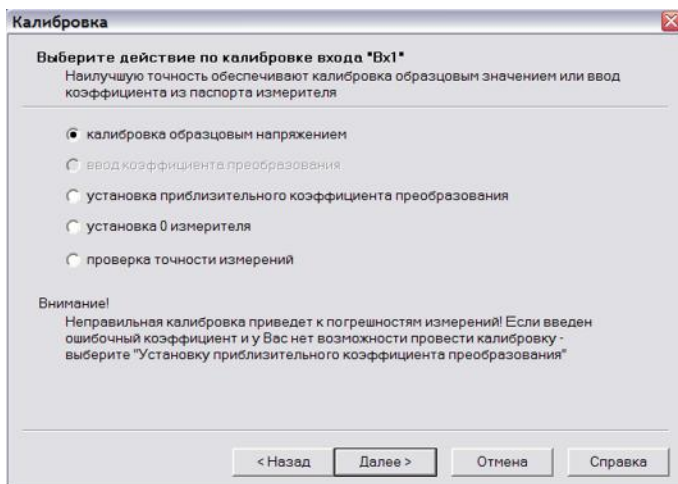 Калибровка
Выберите действие по калибровке входа "Вх1"
Наилучшую точность обеспечивают калибровка образцовым значением или ввод
коэффициента из паспорта измерителя
калибровка образцовым напряжением
ввод коэффициента преобразования
установка приблизительного коэффициента преобразования
установка 0 измерителя
проверка точности измерений
Внимание!
Неправильная калибровка приведет к погрешностям измерений! Если введен
ошибочный коэффициент и у Вас нет возможности провести калибровку -
выберите "Установку приблизительного коэффициента преобразования"
< Назад
Далее >
Отмена
Справка